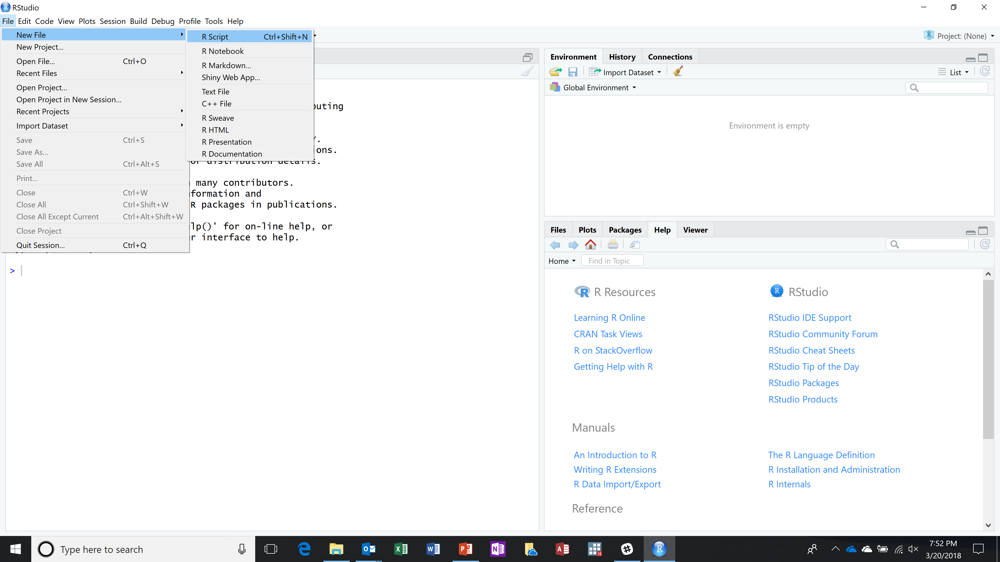 RStudio
File Edit Code View Plots Session Build Debug Profile Tools Help
New File
New Project...
Open File... Ctrl+O
Recent Files
Open Project...
Open Project in New Session...
Recent Projects
Import Dataset
Save Ctrl+S
Save As...
Save All Ctrl+Alt+S
Print...
Close Ctrl+W
Close All Ctrl+Shift+W
Close All Except Current Ctrl+Alt+Shift+W
Close Project
Quit Session... Ctrl+Q
R Script Ctrl+Shift+N
R Notebook
R Markdown...
Shiny Web App...
Text File
C++ File
R Sweave
R HTML
R Presentation
R Documentation
puting
ions.
or distribution details.
many contributors.
formation and
R packages in publications.
lp()' for on-line help, or
r interface to help.
>
Project: (None)
Environment History Connections
Import Dataset List
Global Environment
Environment is empty
Files Plots Packages Help Viewer
Home Find in Topic
R Resources
Learning R Online
CRAN Task Views
R on StackOverflow
Getting Help with R
RStudio
RStudio IDE Support
RStudio Community Forum
RStudio Cheat Sheets
RStudio Tip of the Day
RStudio Packages
RStudio Products
Manuals
An Introduction to R
Writing R Extensions
R Data Import/Export
The R Language Definition
R Installation and Administration
R Internals
Reference
Type here to search
15
7:52 PM
3/20/2018